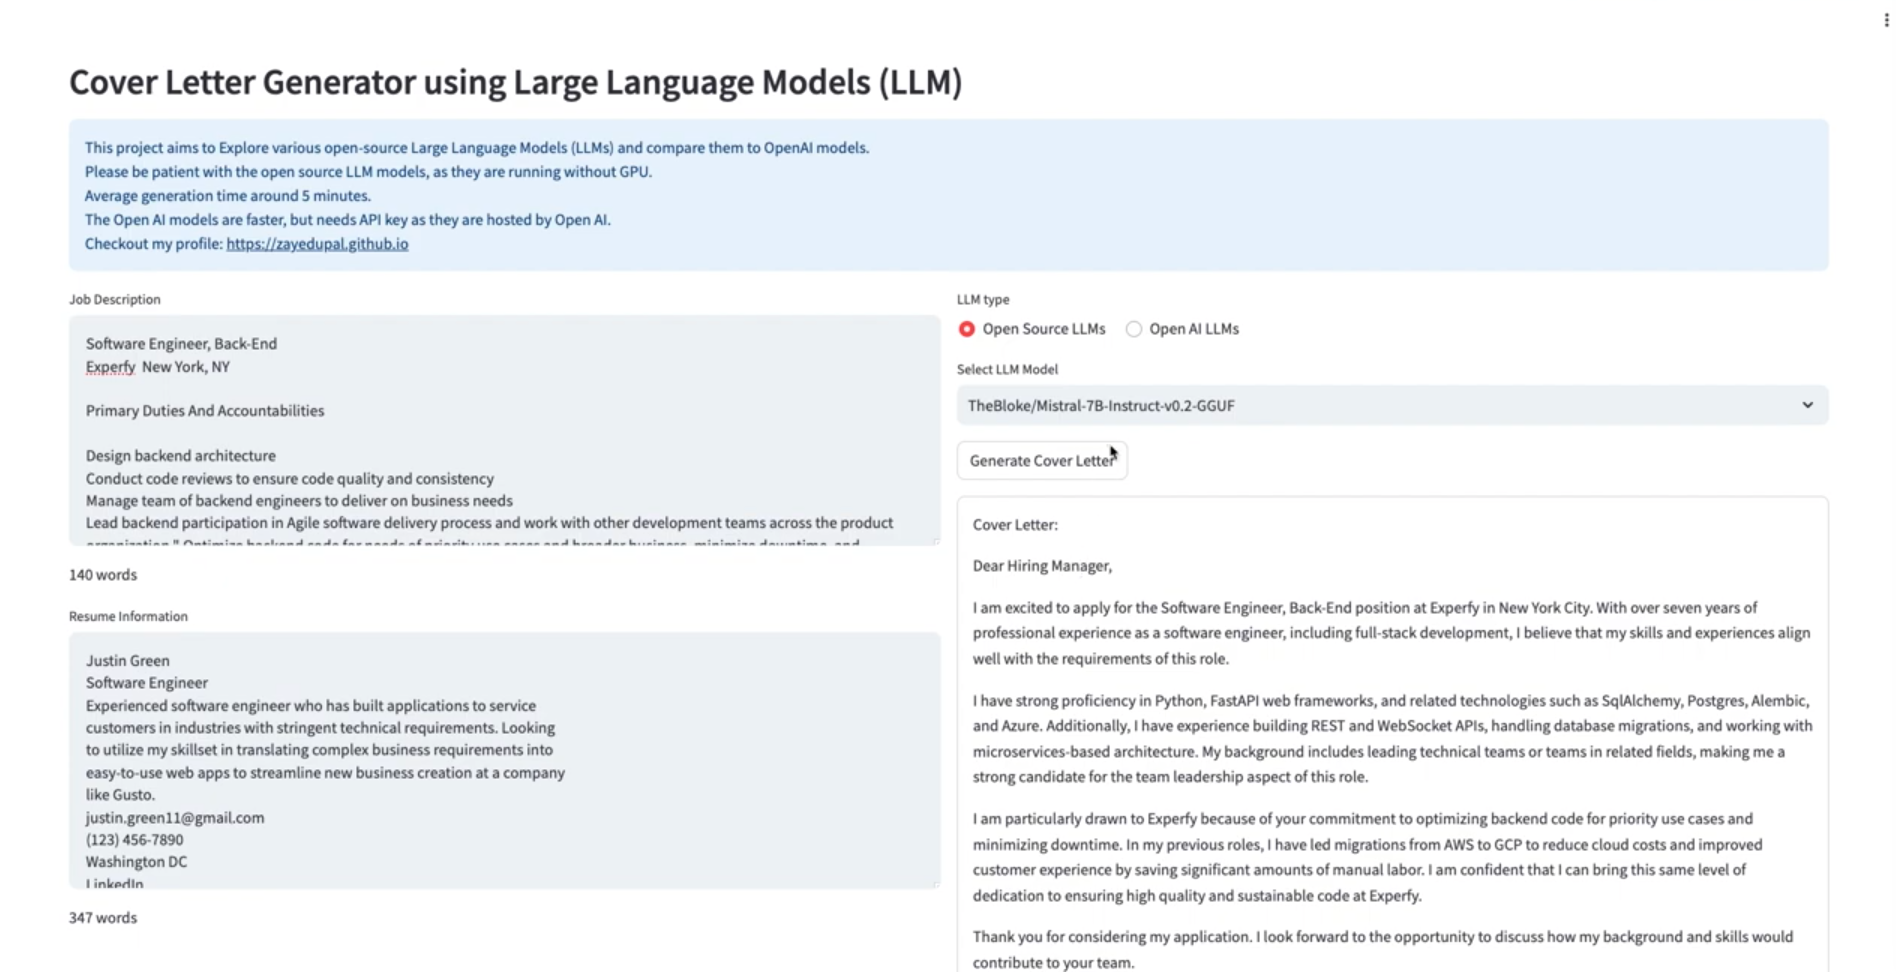 Cover Letter Generator using Large Language Models (LLM)
This project aims to Explore various open-source Large Language Models (LLMs) and compare them to OpenAI models.
Please be patient with the open source LLM models, as they are running without GPU.
Average generation time around 5 minutes.
The Open AI models are faster, but needs API key as they are hosted by Open AI.
Checkout my profile: https://zayedupal.github.io
Job Description
Software Engineer, Back-End
Experfy  New York, NY
Primary Duties And Accountabilities
Design backend architecture
Conduct code reviews to ensure code quality and consistency
Manage team of backend engineers to deliver on business needs
Lead backend participation in Agile software delivery process and work with other development teams across the product
organization." Optimize backend code for needs of priority use cases and broader business, minimize downtime, and
140 words
Resume Information
Justin Green
Software Engineer
Experienced software engineer who has built applications to service
customers in industries with stringent technical requirements. Looking
to utilize my skillset in translating complex business requirements into
easy-to-use web apps to streamline new business creation at a company
like Gusto.
justin.green11@gmail.com
(123) 456-7890
Washington DC
LinkedIn
347 words
LLM type
Open Source LLMs
Open AI LLMs
Select LLM Model
TheBloke/Mistral-7B-Instruct-v0.2-GGUF
Generate Cover Letter
Cover Letter:
Dear Hiring Manager,
I am excited to apply for the Software Engineer, Back-End position at Experfy in New York City. With over seven years of
professional experience as a software engineer, including full-stack development, I believe that my skills and experiences align
well with the requirements of this role.
I have strong proficiency in Python, FastAPI web frameworks, and related technologies such as SqlAlchemy, Postgres, Alembic,
and Azure. Additionally, I have experience building REST and WebSocket APIs, handling database migrations, and working with
microservices-based architecture. My background includes leading technical teams or teams in related fields, making me a
strong candidate for the team leadership aspect of this role.
I am particularly drawn to Experfy because of your commitment to optimizing backend code for priority use cases and
minimizing downtime. In my previous roles, I have led migrations from AWS to GCP to reduce cloud costs and improved
customer experience by saving significant amounts of manual labor. I am confident that I can bring this same level of
dedication to ensuring high quality and sustainable code at Experfy.
Thank you for considering my application. I look forward to the opportunity to discuss how my background and skills would
contribute to your team.